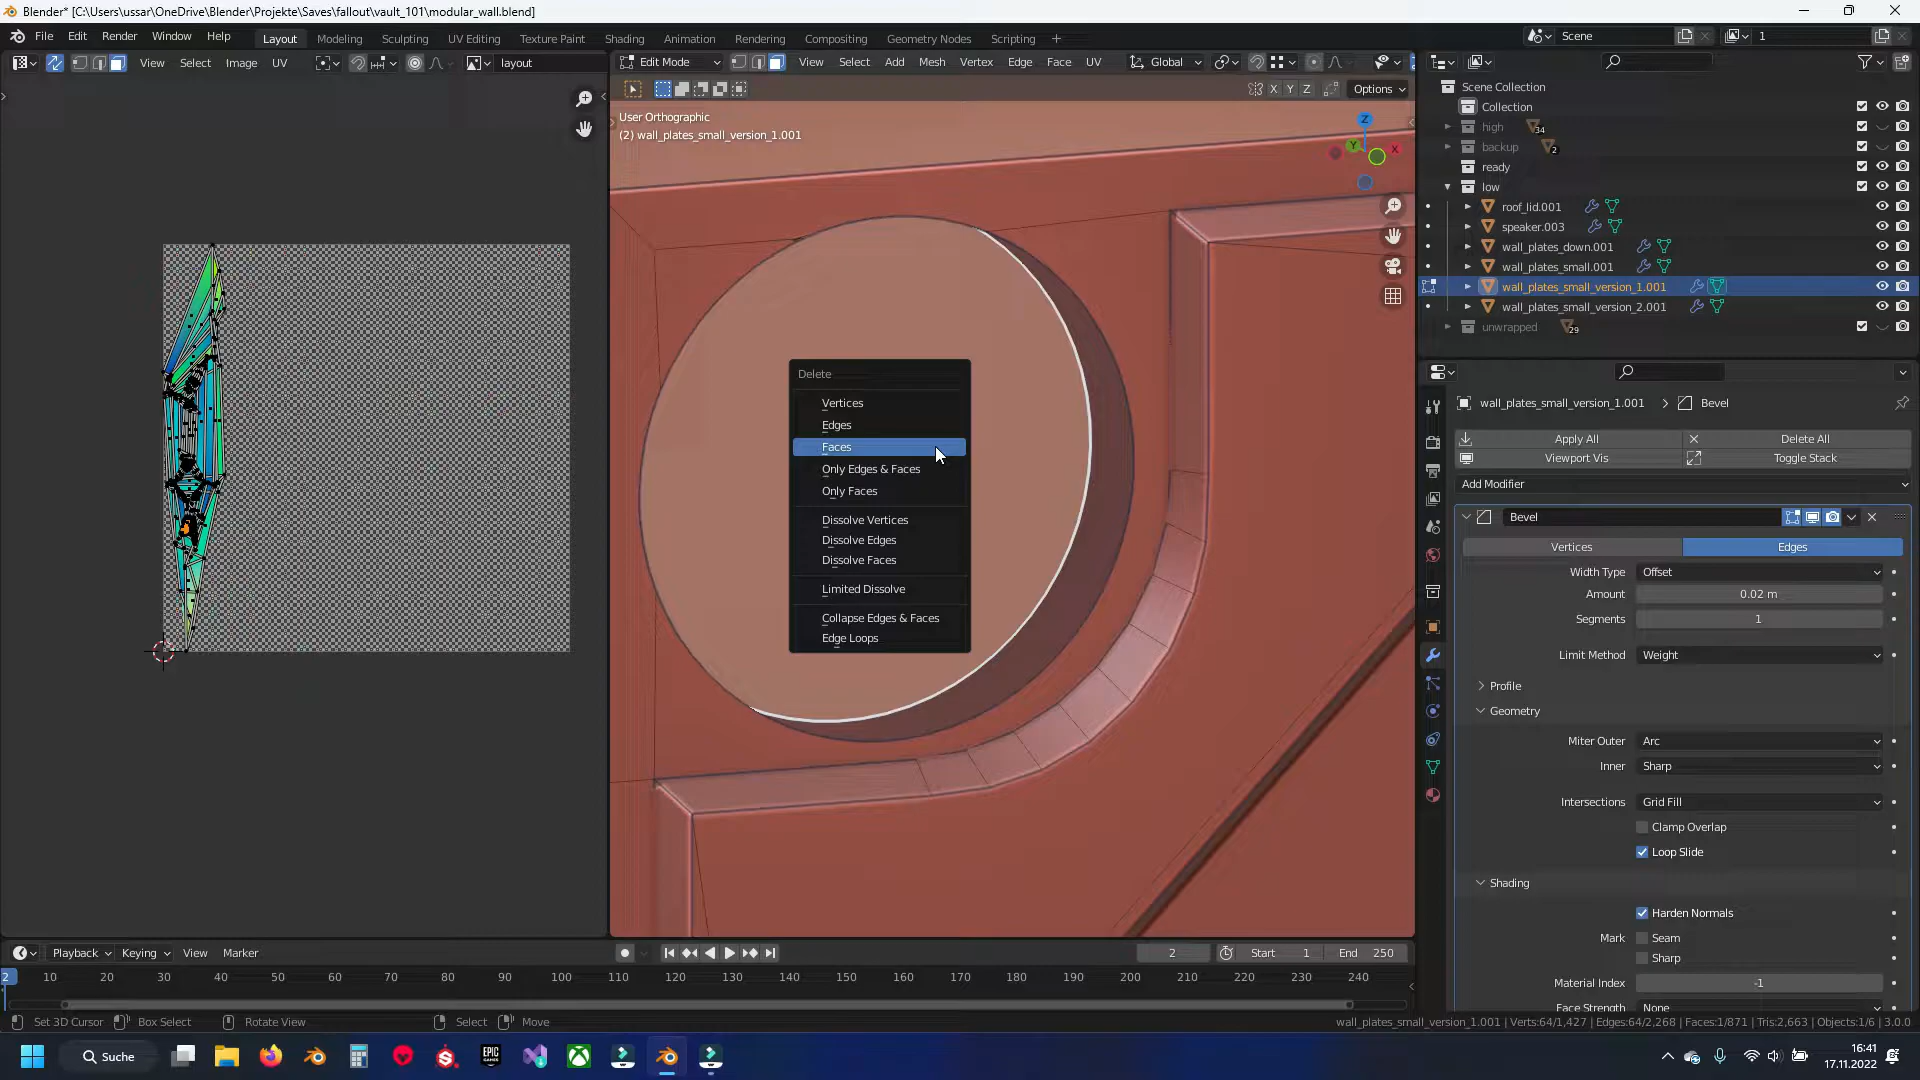 Blender* [C:\Users\ussar\OneDrive\Blender\Projekte\Saves\fallout\vault_101\modular_wall.blend]
File Edit Render Window Help
Layout Modeling Sculpting UV Editing Texture Paint Shading Animation Rendering Compositing Geometry Nodes Scripting +
Scene
1
View Select Image UV layout
Edit Mode View Select Add Mesh Vertex Edge Face UV Global
X Y Z Options
User Orthographic
(2) wall_plates_small_version_1.001
Z
Y X
Scene Collection
Collection
high 34
backup 2
ready
low
roof_lid.001
speaker.003
wall_plates_down.001
wall_plates_small.001
wall_plates_small_version_1.001
wall_plates_small_version_2.001
unwrapped 29
Delete
Vertices
Edges
Faces
Only Edges & Faces
Only Faces
Dissolve Vertices
Dissolve Edges
Dissolve Faces
Limited Dissolve
Collapse Edges & Faces
Edge Loops
wall_plates_small_version_1.001 > Bevel
Apply All Delete All
Viewport Vis Toggle Stack
Add Modifier
Bevel
Vertices Edges
Width Type Offset
Amount 0.02 m
Segments 1
Limit Method Weight
Profile
Geometry
Miter Outer Arc
Inner Sharp
Intersections Grid Fill
Clamp Overlap
Loop Slide
Shading
Harden Normals
Mark Seam
Sharp
Material Index -1
Face Strength None
Playback Keying View Marker
2 Start 1 End 250
2 10 20 30 40 50 60 70 80 90 100 110 120 130 140 150 160 170 180 190 200 210 220 230 240
Set 3D Cursor Box Select Rotate View Select Move
wall_plates_small_version_1.001 | Verts:64/1,427 | Edges:64/2,268 | Faces:1/871 | Tris:2,663 | Objects:1/6 | 3.0.0
Suche
EPIC GAMES
16:41
17.11.2022